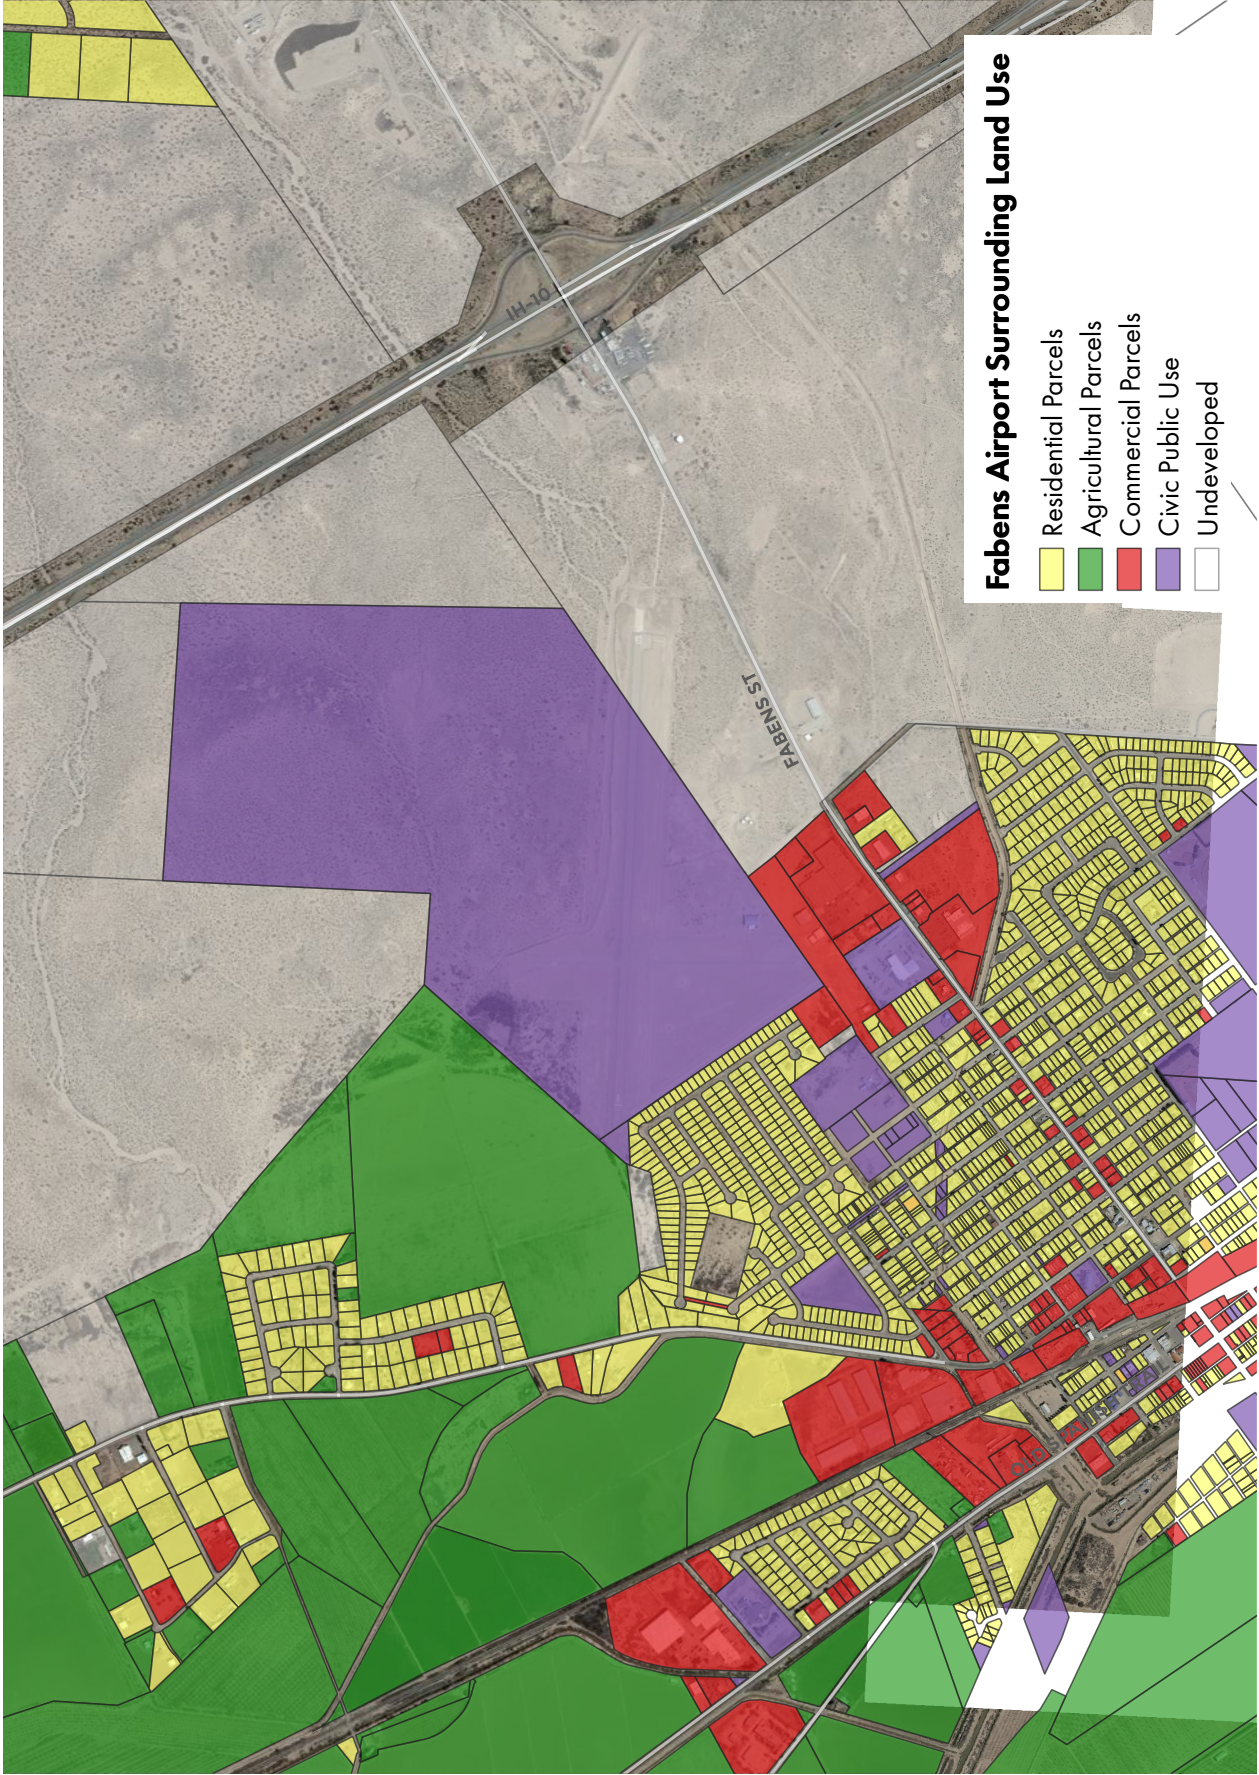 Fabens Airport Surrounding Land Use
Residential Parcels
Agricultural Parcels
Commercial Parcels
Civic Public Use
Undeveloped
IH-10
FABENS ST